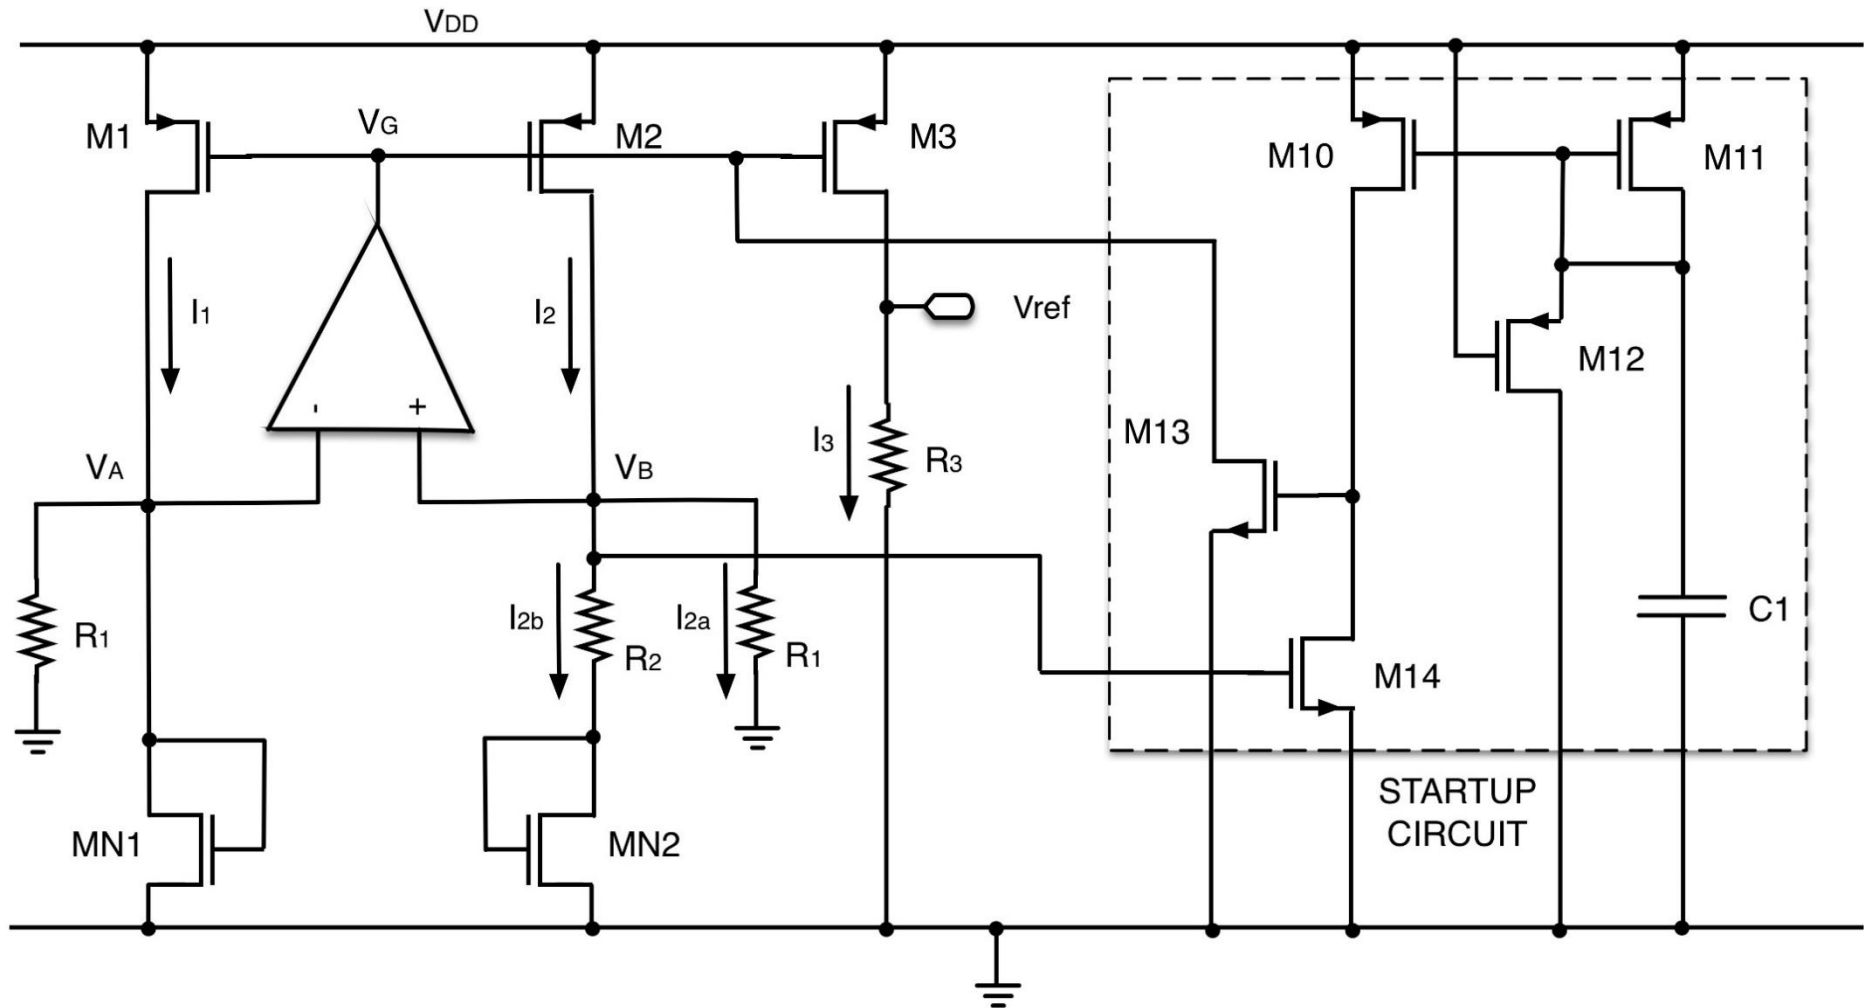 VDD
M1
VG
M2
M3
M10
M11
I1
I2
Vref
M12
- +
VA
VB
I3
R3
M13
R1
I2b
R2
I2a
R1
C1
M14
MN1
MN2
STARTUP
CIRCUIT